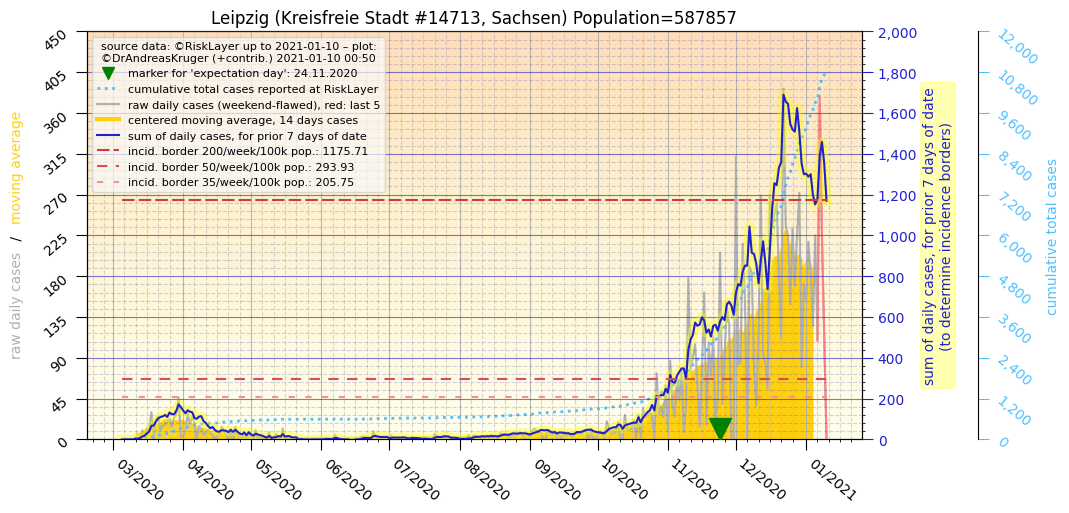 Leipzig (Kreisfreie Stadt #14713, Sachsen) Population=587857
source data: ©RiskLayer up to 2021-01-10 – plot:
©DrAndreasKruger (+contrib.) 2021-01-10 00:50
marker for 'expectation day': 24.11.2020
cumulative total cases reported at RiskLayer
raw daily cases (weekend-flawed), red: last 5
centered moving average, 14 days cases
sum of daily cases, for prior 7 days of date
incid. border 200/week/100k pop.: 1175.71
incid. border 50/week/100k pop.: 293.93
incid. border 35/week/100k pop.: 205.75
raw daily cases / moving average
450
405
360
315
270
225
180
135
90
45
0
03/2020
04/2020
05/2020
06/2020
07/2020
08/2020
09/2020
10/2020
11/2020
12/2020
01/2021
2,000
1,800
1,600
1,400
1,200
1,000
800
600
400
200
0
sum of daily cases, for prior 7 days of date
(to determine incidence borders)
12,000
10,800
9,600
8,400
7,200
6,000
4,800
3,600
2,400
1,200
0
cumulative total cases